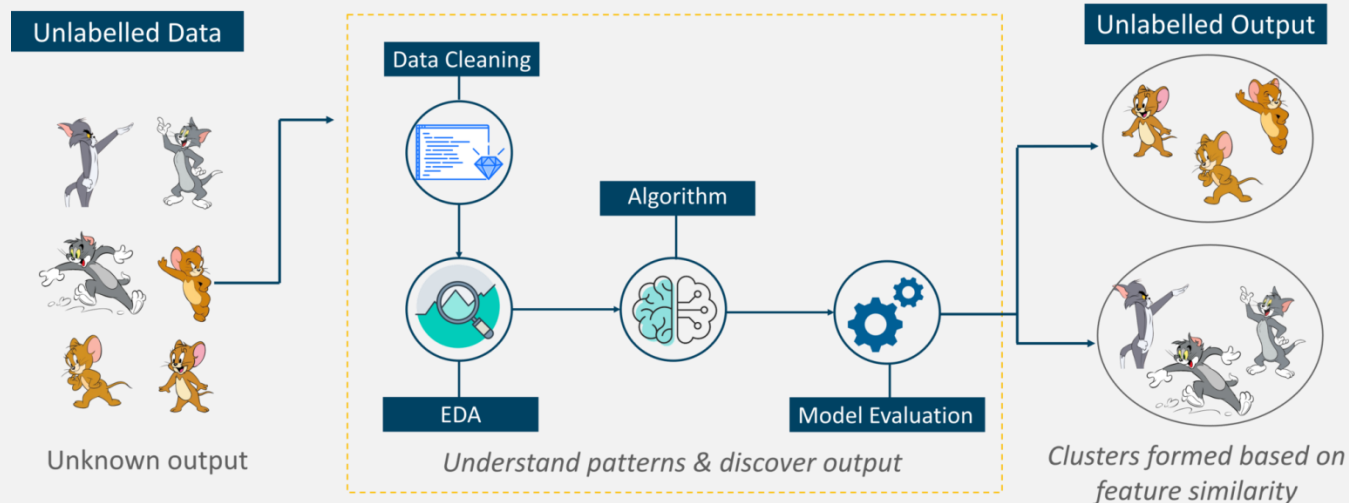 Unlabelled Data
Unknown output
Data Cleaning
EDA
Algorithm
Model Evaluation
Understand patterns & discover output
Unlabelled Output
Clusters formed based on
feature similarity